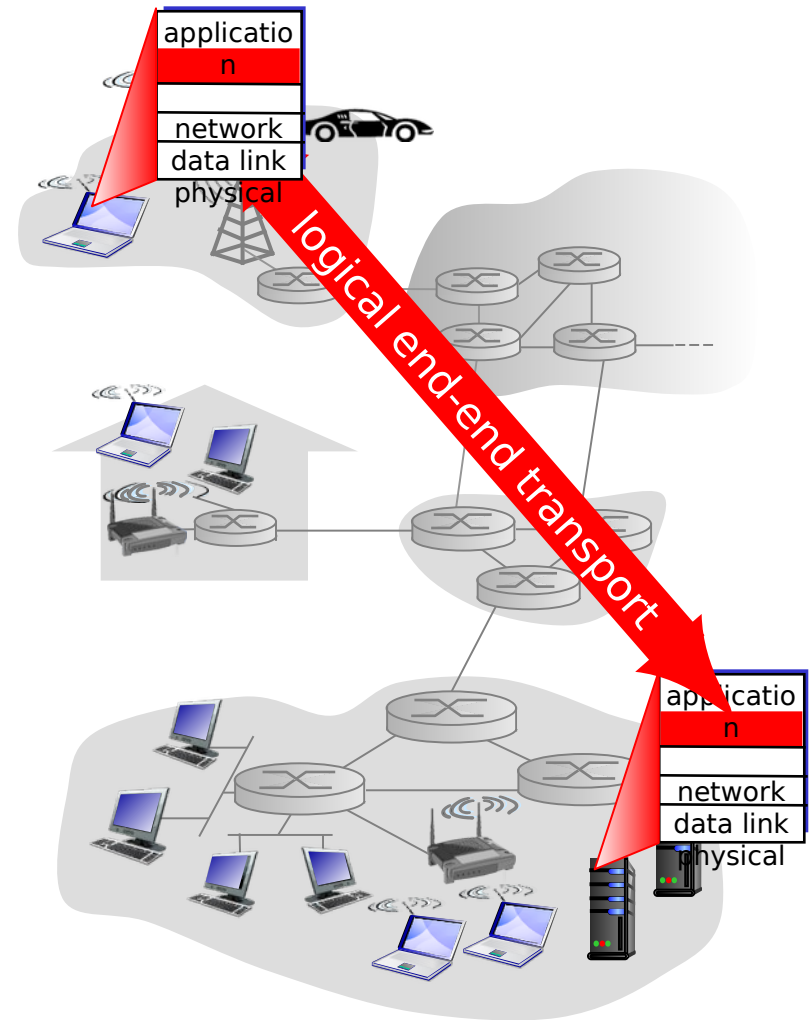 applicatio
n
network
data link
physical
logical end-end transport
applicatio
n
network
data link
physical